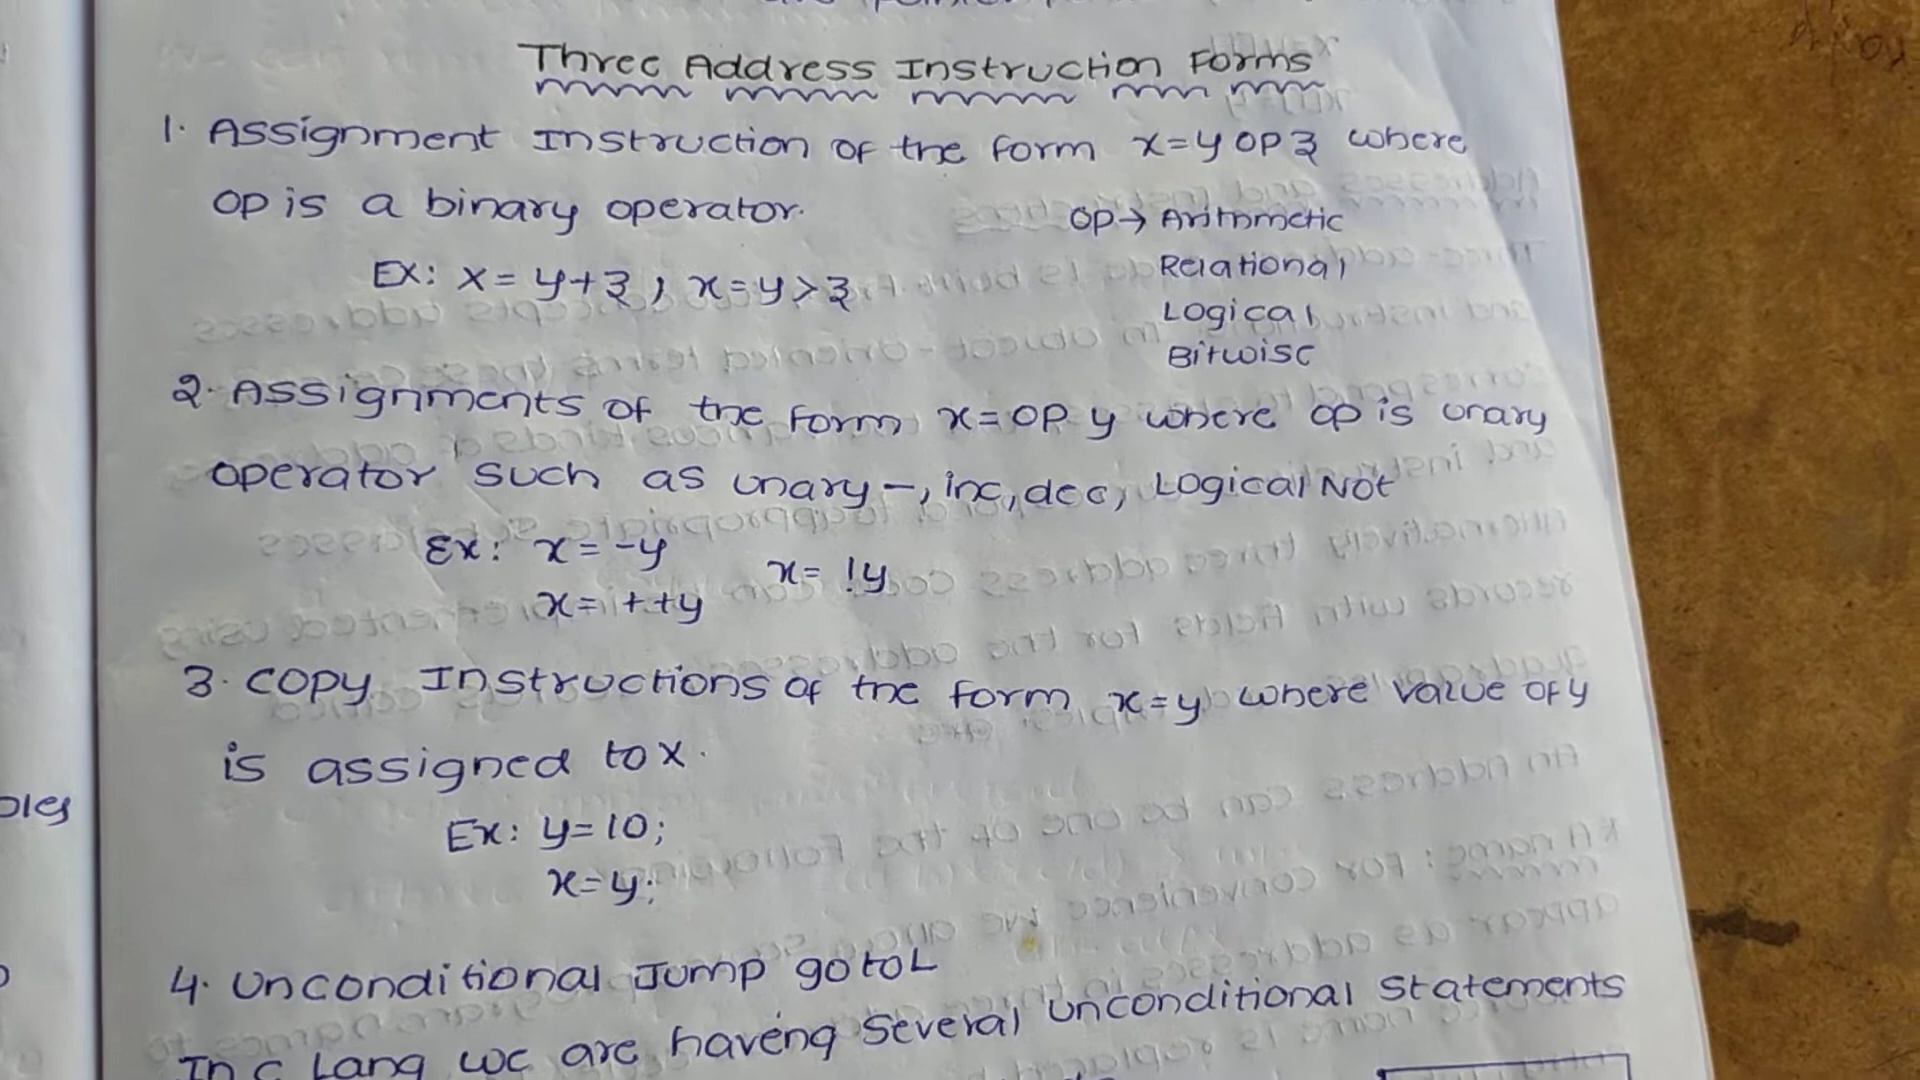 Three Address Instruction Forms
1. Assignment Instruction of the form x=y op z where
op is a binary operator.
op→ Arithmetic
Ex: x=y+z, x=y>z
Relational
Logical
Bitwise
2. Assignments of the form x=op y where op is unary
operator such as unary -, inc, dec, Logical Not
Ex: x=-y
x=!y
x=++y
3. Copy Instructions of the form x=y where value of y
is assigned to x.
Ex: y=10;
x=y;
4. Unconditional Jump goto L
In C Lang we are having several unconditional statements